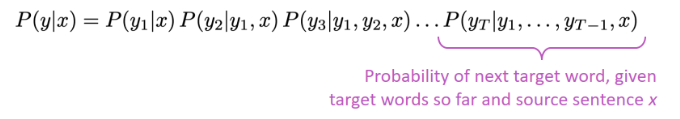 P(y|x) = P(y₁|x) P(y₂|y₁, x) P(y₃|y₁, y₂, x) … P(y_T|y₁, …, y_{T−1}, x)
Probability of next target word, given
target words so far and source sentence x